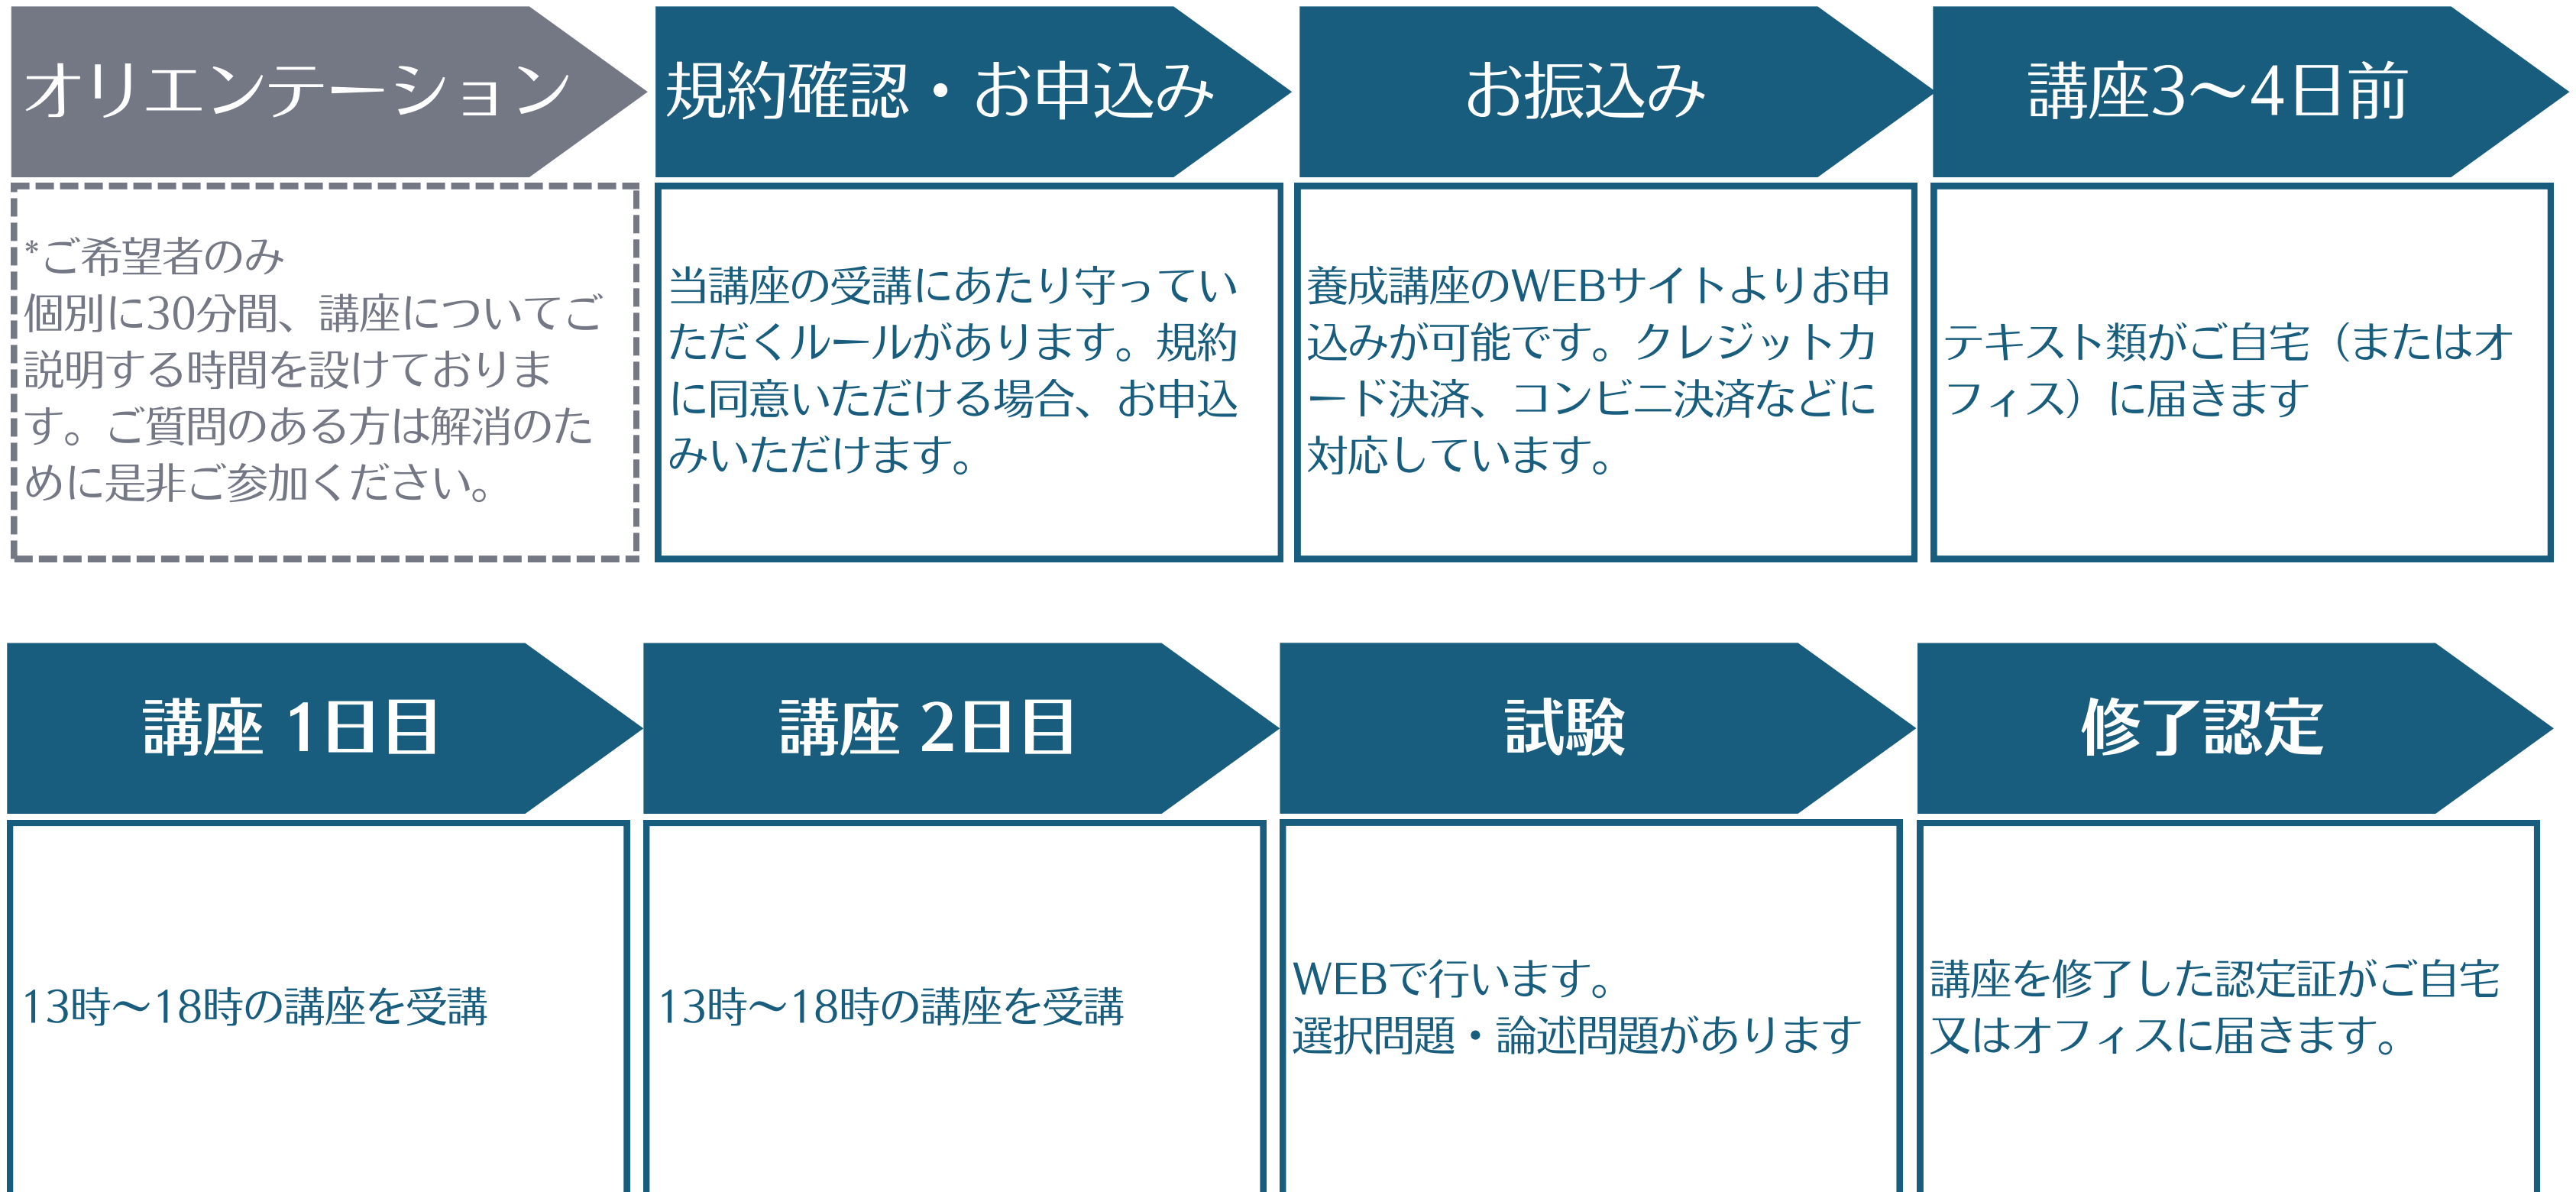 オリエンテーション
*ご希望者のみ
個別に30分間、講座についてご
説明する時間を設けておりま
す。ご質問のある方は解消のた
めに是非ご参加ください。
規約確認・お申込み
当講座の受講にあたり守ってい
ただくルールがあります。規約
に同意いただける場合、お申込
みいただけます。
お振込み
養成講座のWEBサイトよりお申
込みが可能です。クレジットカ
ード決済、コンビニ決済などに
対応しています。
講座3〜4日前
テキスト類がご自宅（またはオ
フィス）に届きます
講座 1日目
13時〜18時の講座を受講
講座 2日目
13時〜18時の講座を受講
試験
WEBで行います。
選択問題・論述問題があります
修了認定
講座を修了した認定証がご自宅
又はオフィスに届きます。